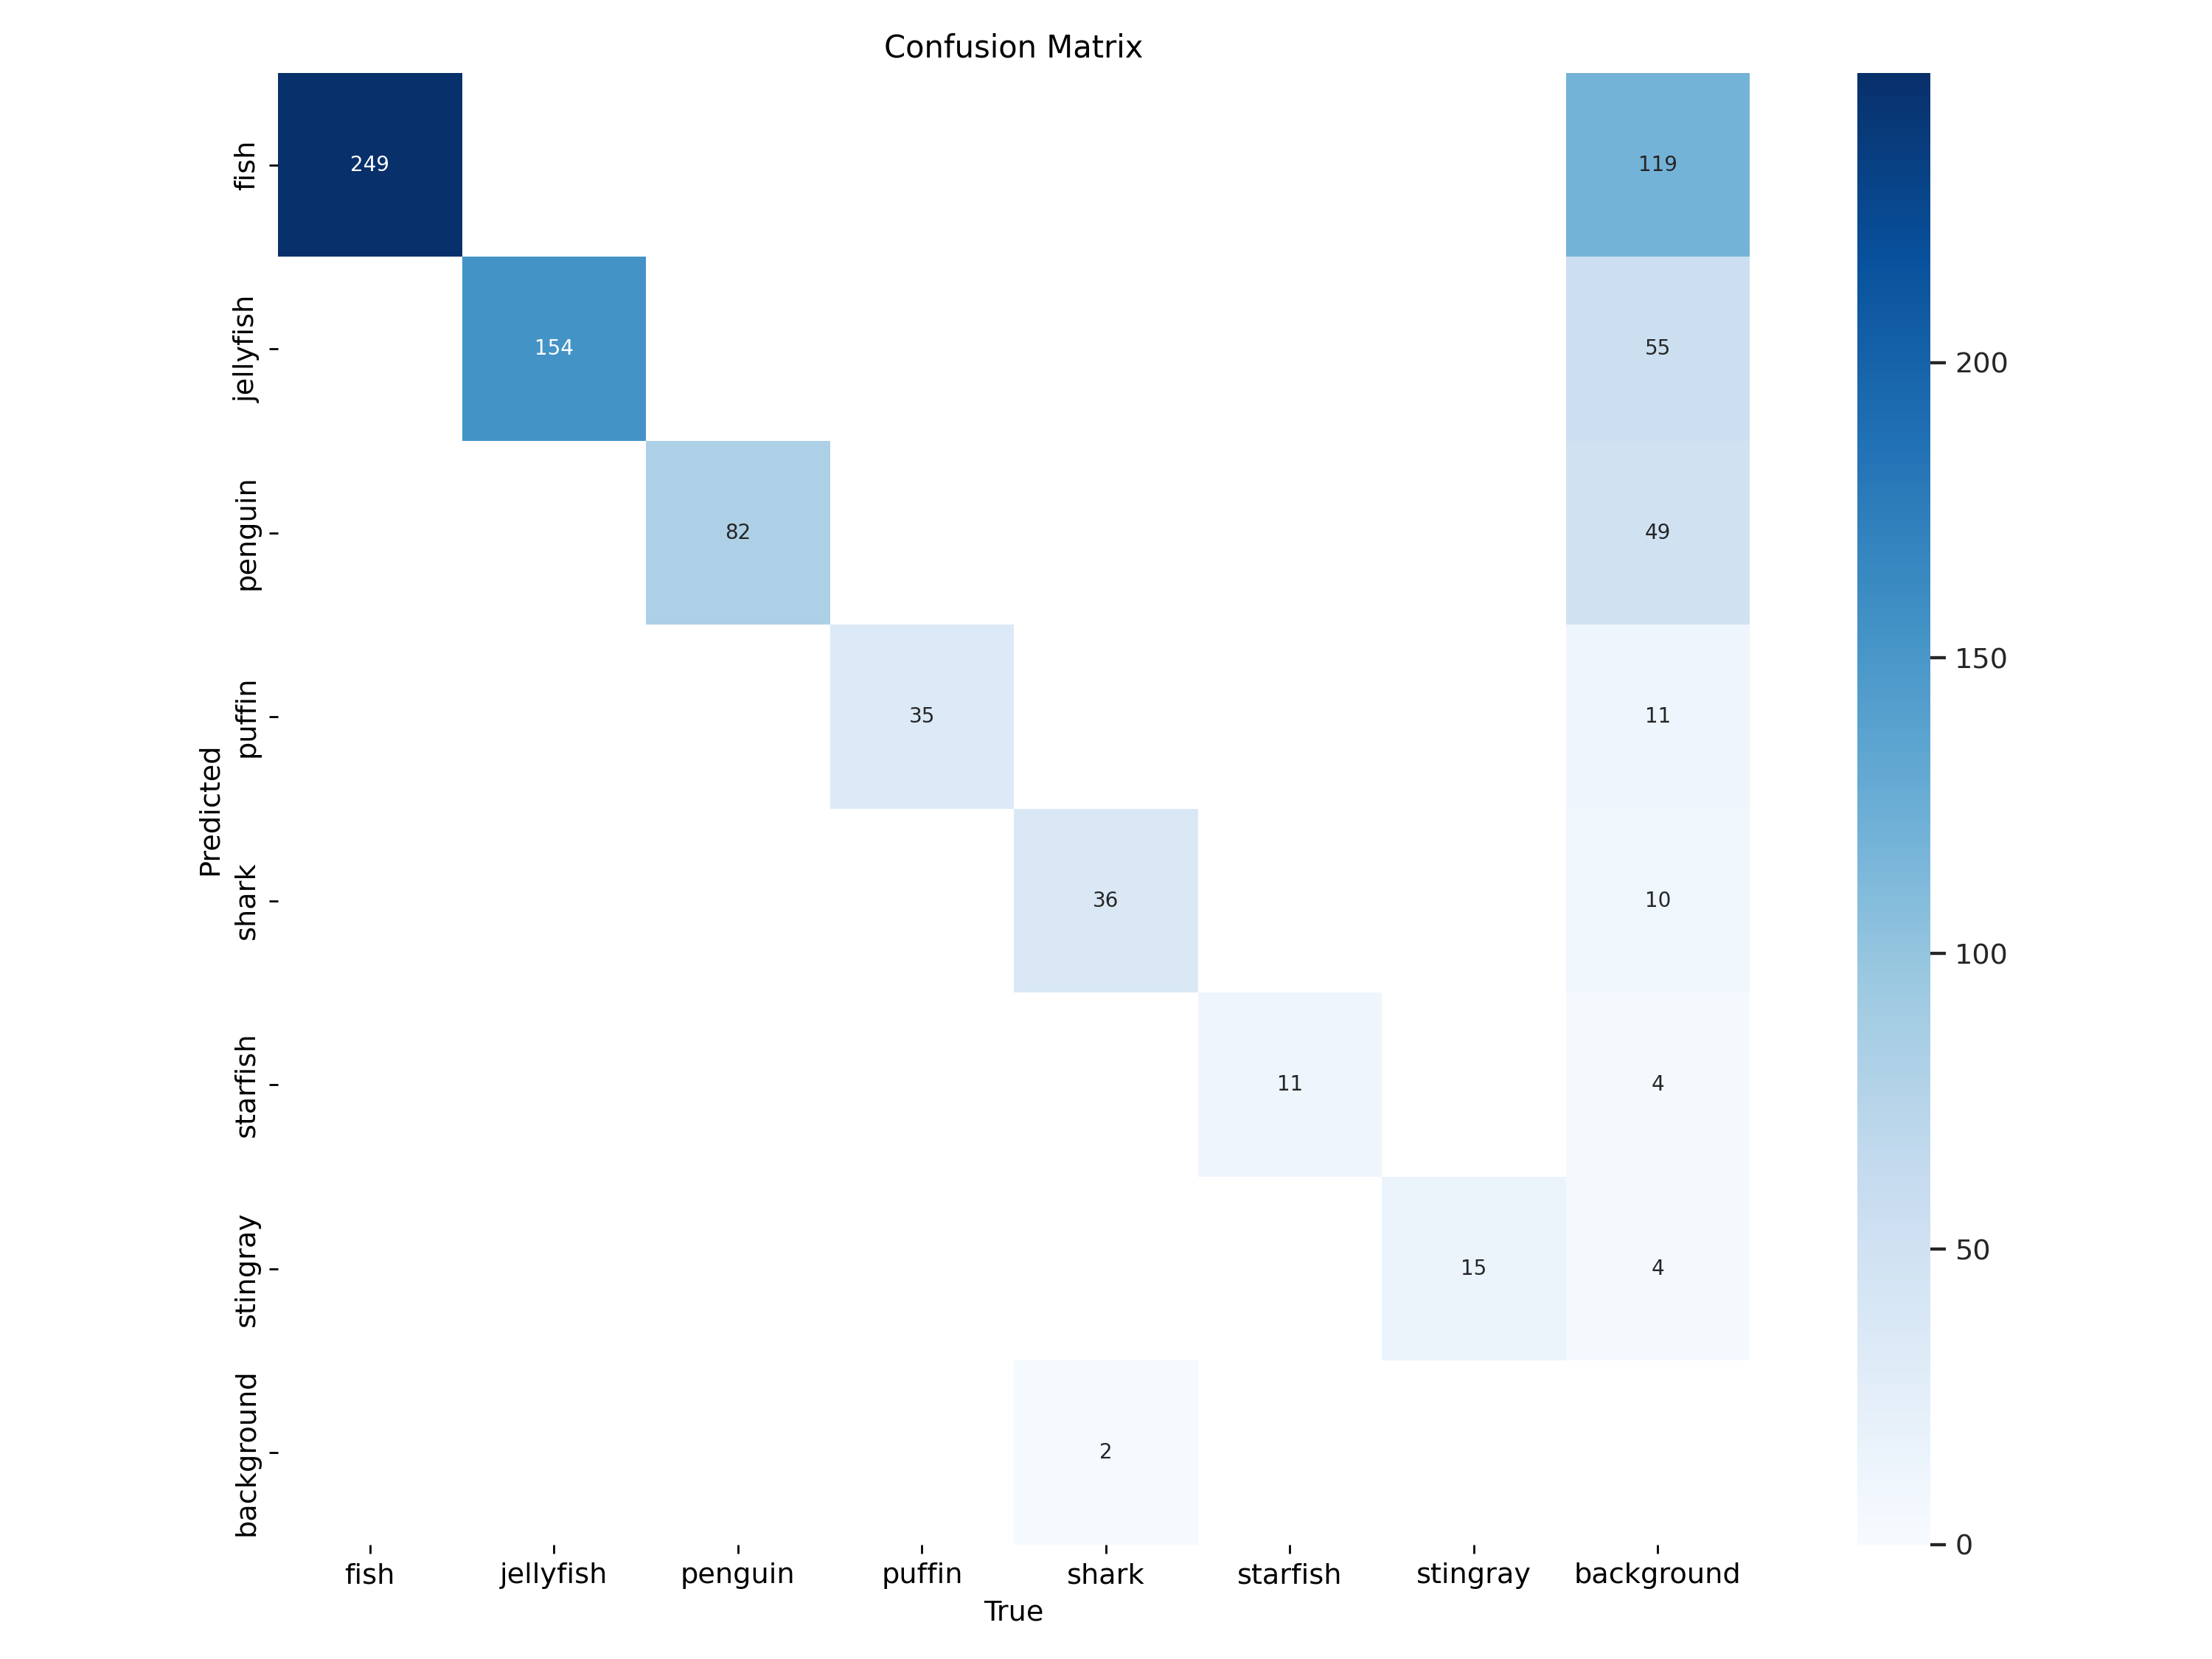 Confusion Matrix
fish
249
119
jellyfish
154
55
200
penguin
82
49
150
puffin
35
11
Predicted
shark
36
10
100
starfish
11
4
stingray
15
4
50
background
2
0
fish jellyfish penguin puffin shark starfish stingray background
True